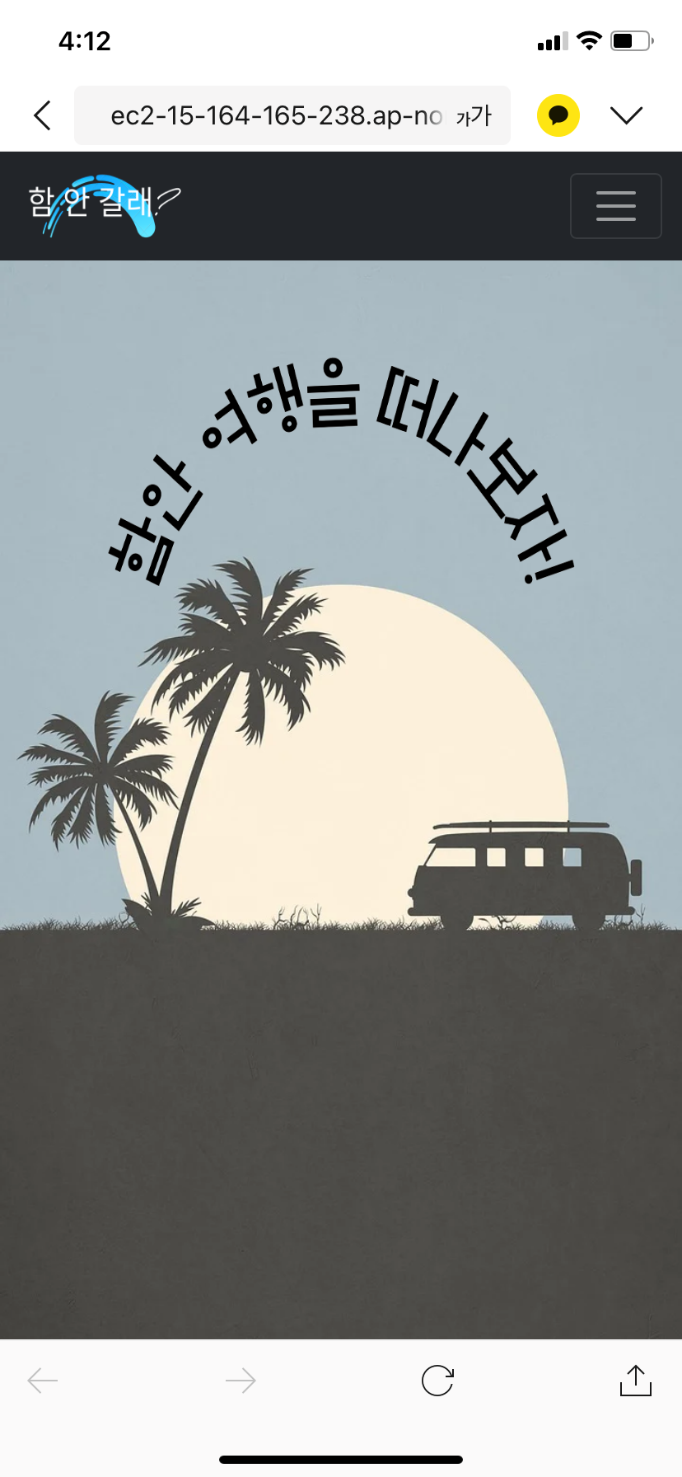 4:12
ec2-15-164-165-238.ap-no
가가
함 안 갈래?
함안 여행을 떠나보자!